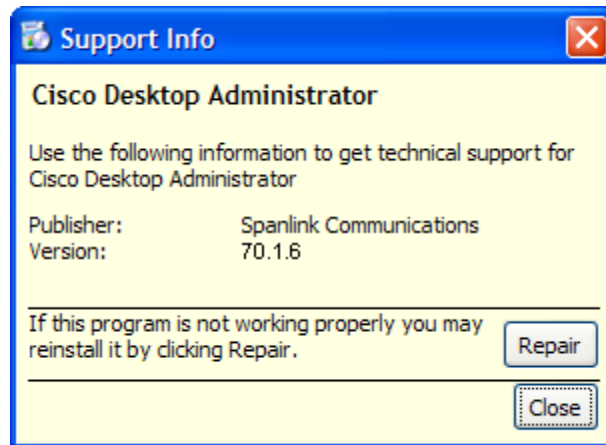 Support Info
Cisco Desktop Administrator
Use the following information to get technical support for
Cisco Desktop Administrator
Publisher: Spanlink Communications
Version: 70.1.6
If this program is not working properly you may
reinstall it by clicking Repair.
Repair
Close